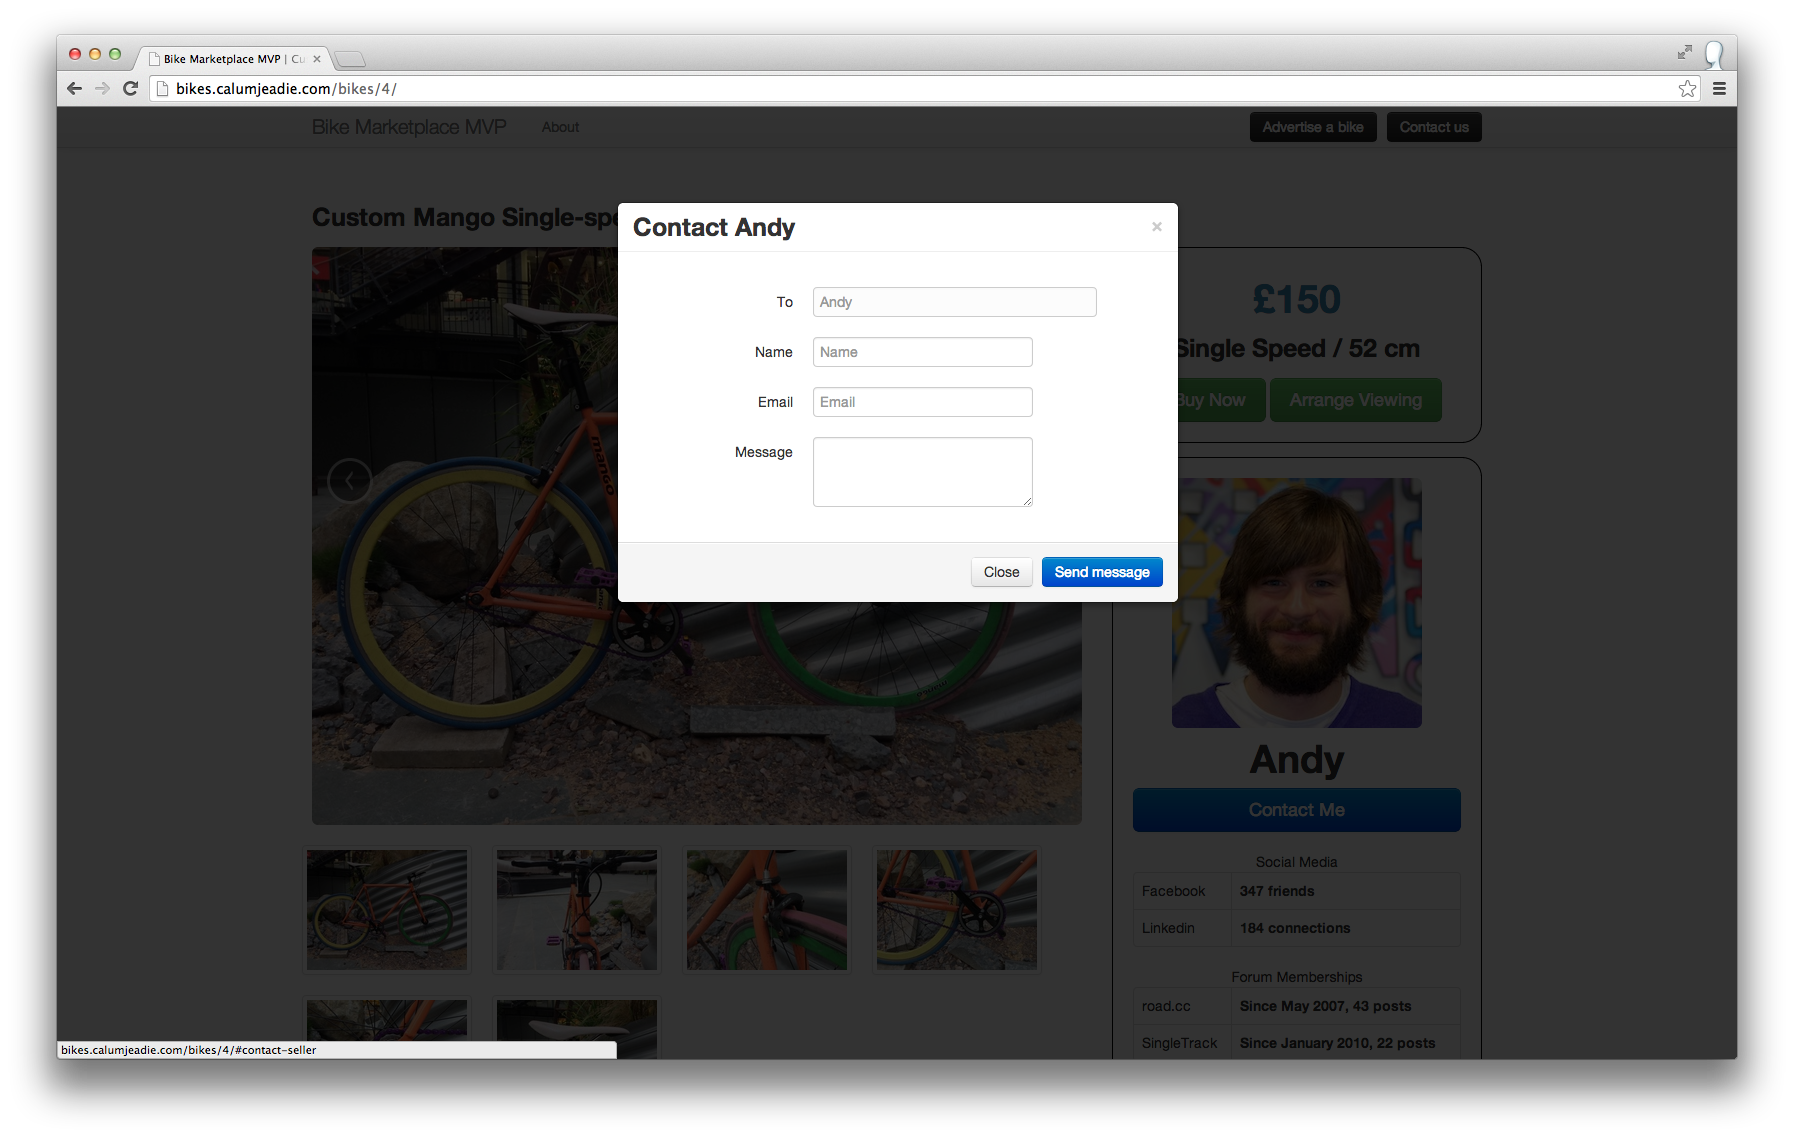 Bike Marketplace MVP | Cu
bikes.calumjeadie.com/bikes/4/
Bike Marketplace MVP
About
Advertise a bike
Contact us
Custom Mango Single-spe
Contact Andy
×
To
Andy
Name
Name
Email
Email
Message
Close
Send message
£150
Single Speed / 52 cm
Buy Now
Arrange Viewing
mango
Andy
Contact Me
Social Media
Facebook
347 friends
Linkedin
184 connections
Forum Memberships
road.cc
Since May 2007, 43 posts
SingleTrack
Since January 2010, 22 posts
bikes.calumjeadie.com/bikes/4/#contact-seller